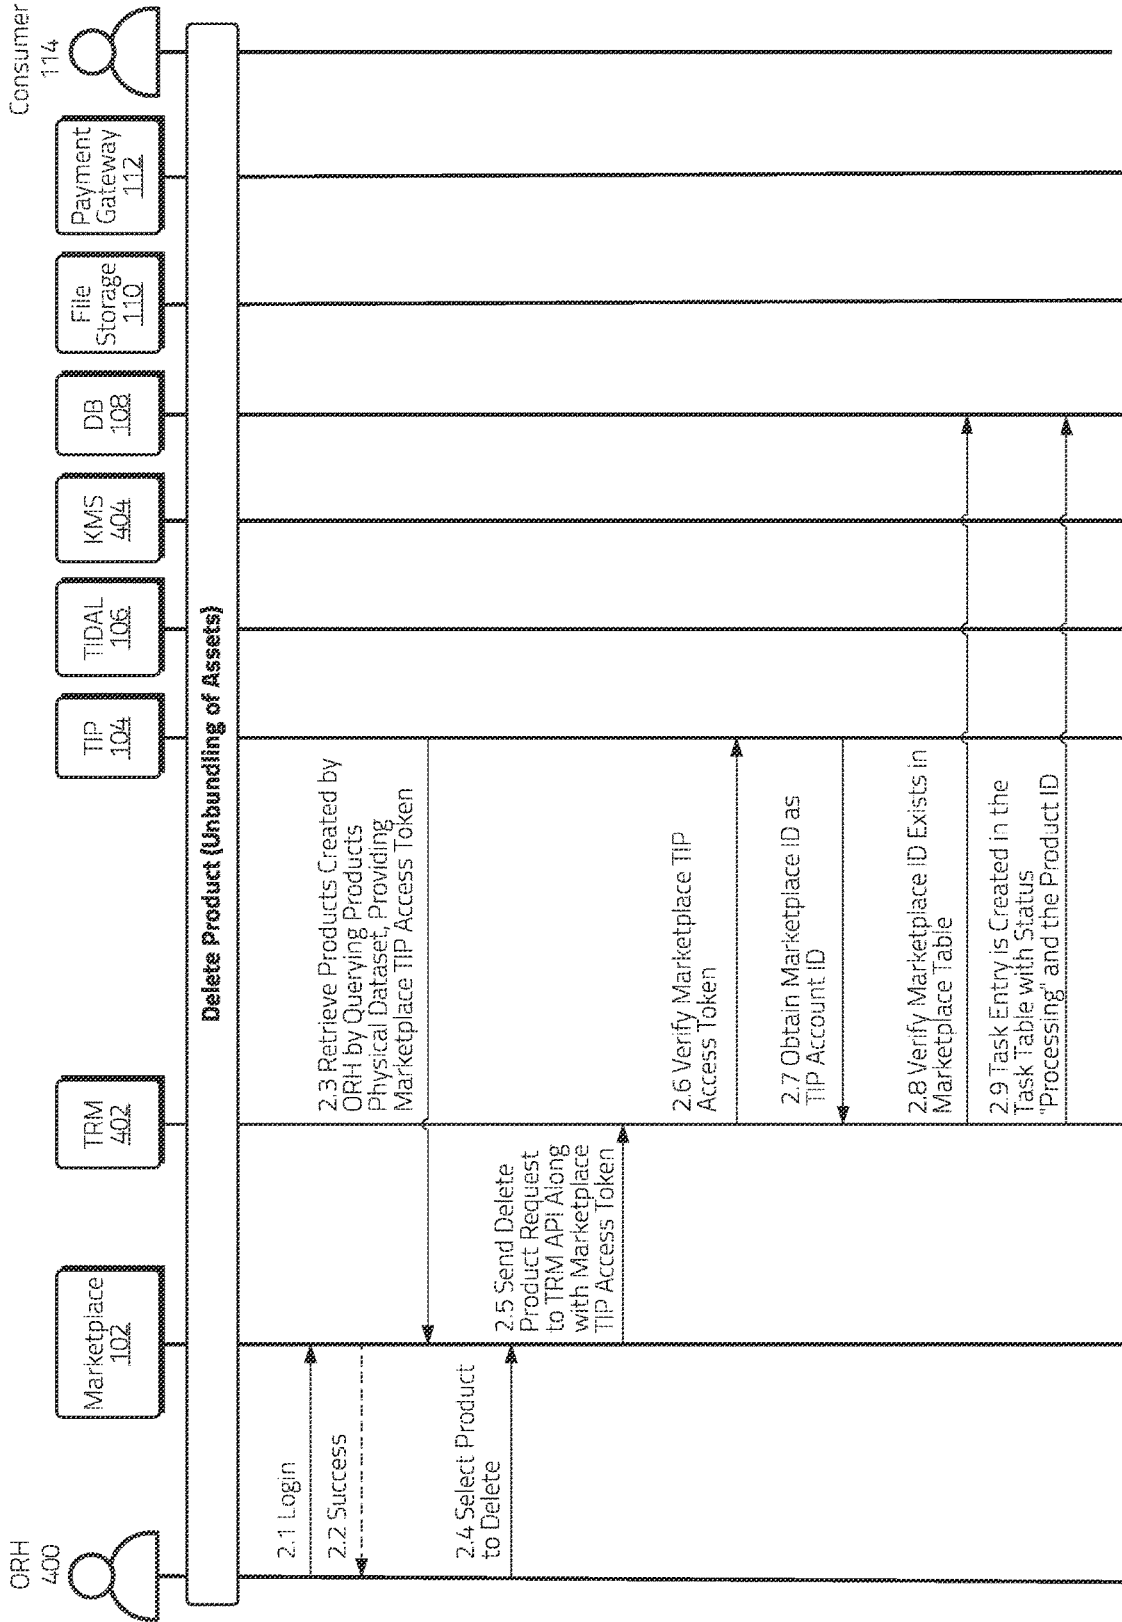 ORH
400
Marketplace
102
TRM
402
TIP
104
TIDAL
106
KMS
404
DB
108
File
Storage
110
Payment
Gateway
112
Consumer
114
Delete Product (Unbundling of Assets)
2.1 Login
2.2 Success
2.3 Retrieve Products Created by
ORH by Querying Products
Physical Dataset, Providing
Marketplace TIP Access Token
2.4 Select Product
to Delete
2.5 Send Delete
Product Request
to TRM API Along
with Marketplace
TIP Access Token
2.6 Verify Marketplace TIP
Access Token
2.7 Obtain Marketplace ID as
TIP Account ID
2.8 Verify Marketplace ID Exists in
Marketplace Table
2.9 Task Entry is Created in the
Task Table with Status
"Processing" and the Product ID